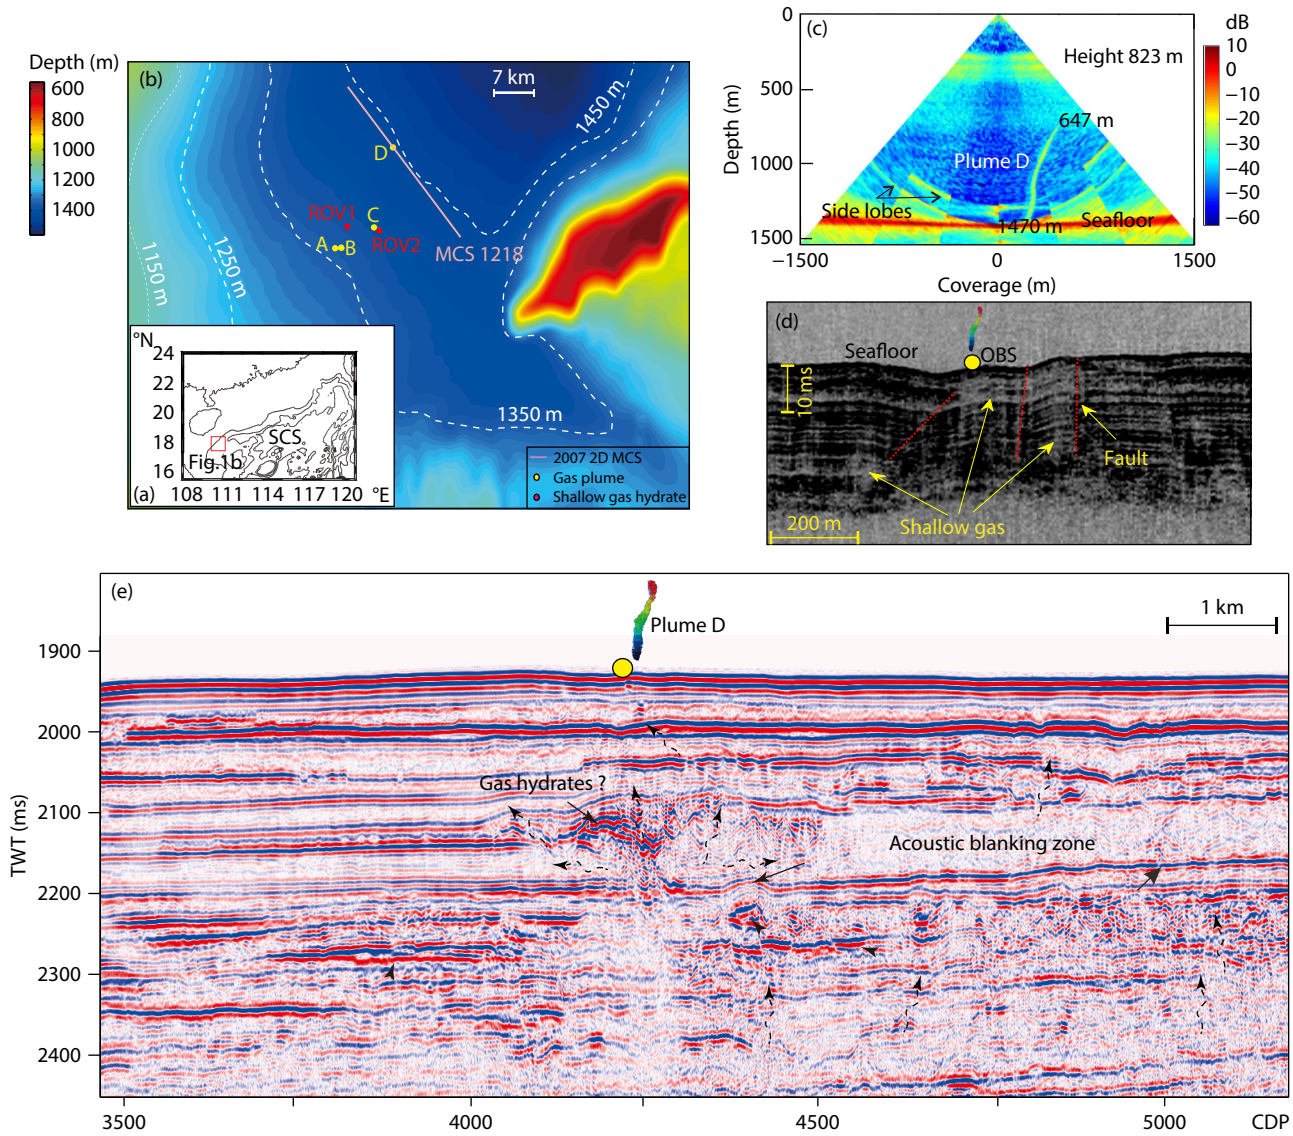 Depth (m)
600
800
1000
1200
1400
(b)
7 km
1450 m
D
ROV1
C
A
B
ROV2
MCS 1218
1150 m
1250 m
1350 m
2007 2D MCS
Gas plume
Shallow gas hydrate
°N
24
22
20
18
16
SCS
Fig.1b
(a)
108
111
114
117
120
°E
(c)
0
500
1000
1500
Depth (m)
Height 823 m
647 m
Plume D
Side lobes
1470 m
Seafloor
−1500
0
1500
Coverage (m)
dB
10
0
−10
−20
−30
−40
−50
−60
(d)
Seafloor
OBS
10 ms
Fault
Shallow gas
200 m
(e)
Plume D
1 km
1900
2000
2100
2200
2300
2400
TWT (ms)
Gas hydrates ?
Acoustic blanking zone
3500
4000
4500
5000
CDP